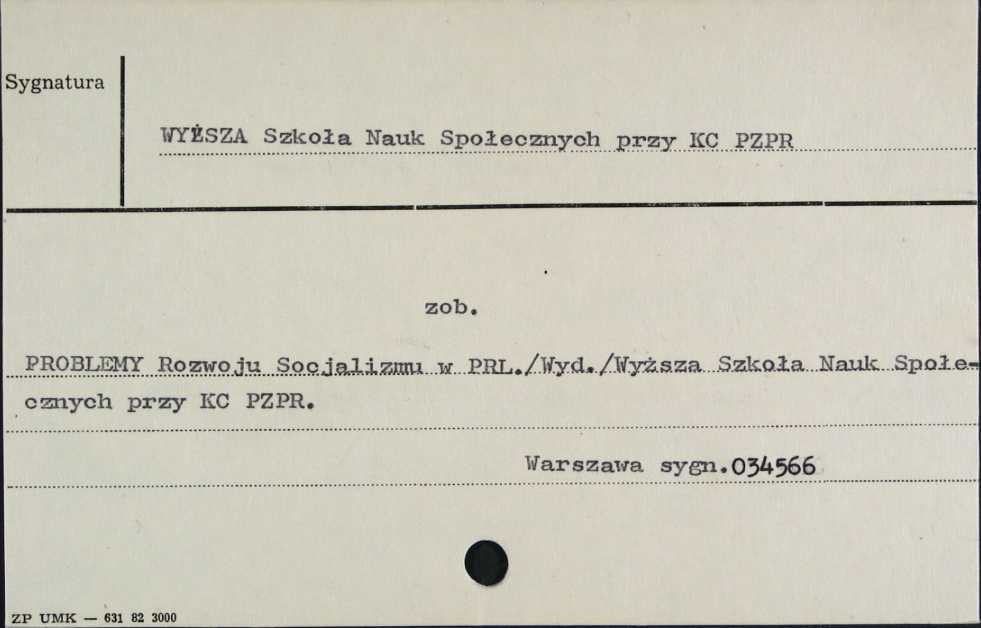 Sygnatura
WYŻSZA Szkoła Nauk Społecznych przy KC PZPR
zob.
PROBLEMY Rozwoju Socjalizmu w PRL./Wyd./Wyższa Szkoła Nauk Społe-
cznych przy KC PZPR.
Warszawa sygn.034566
ZP UMK — 631 82 3000